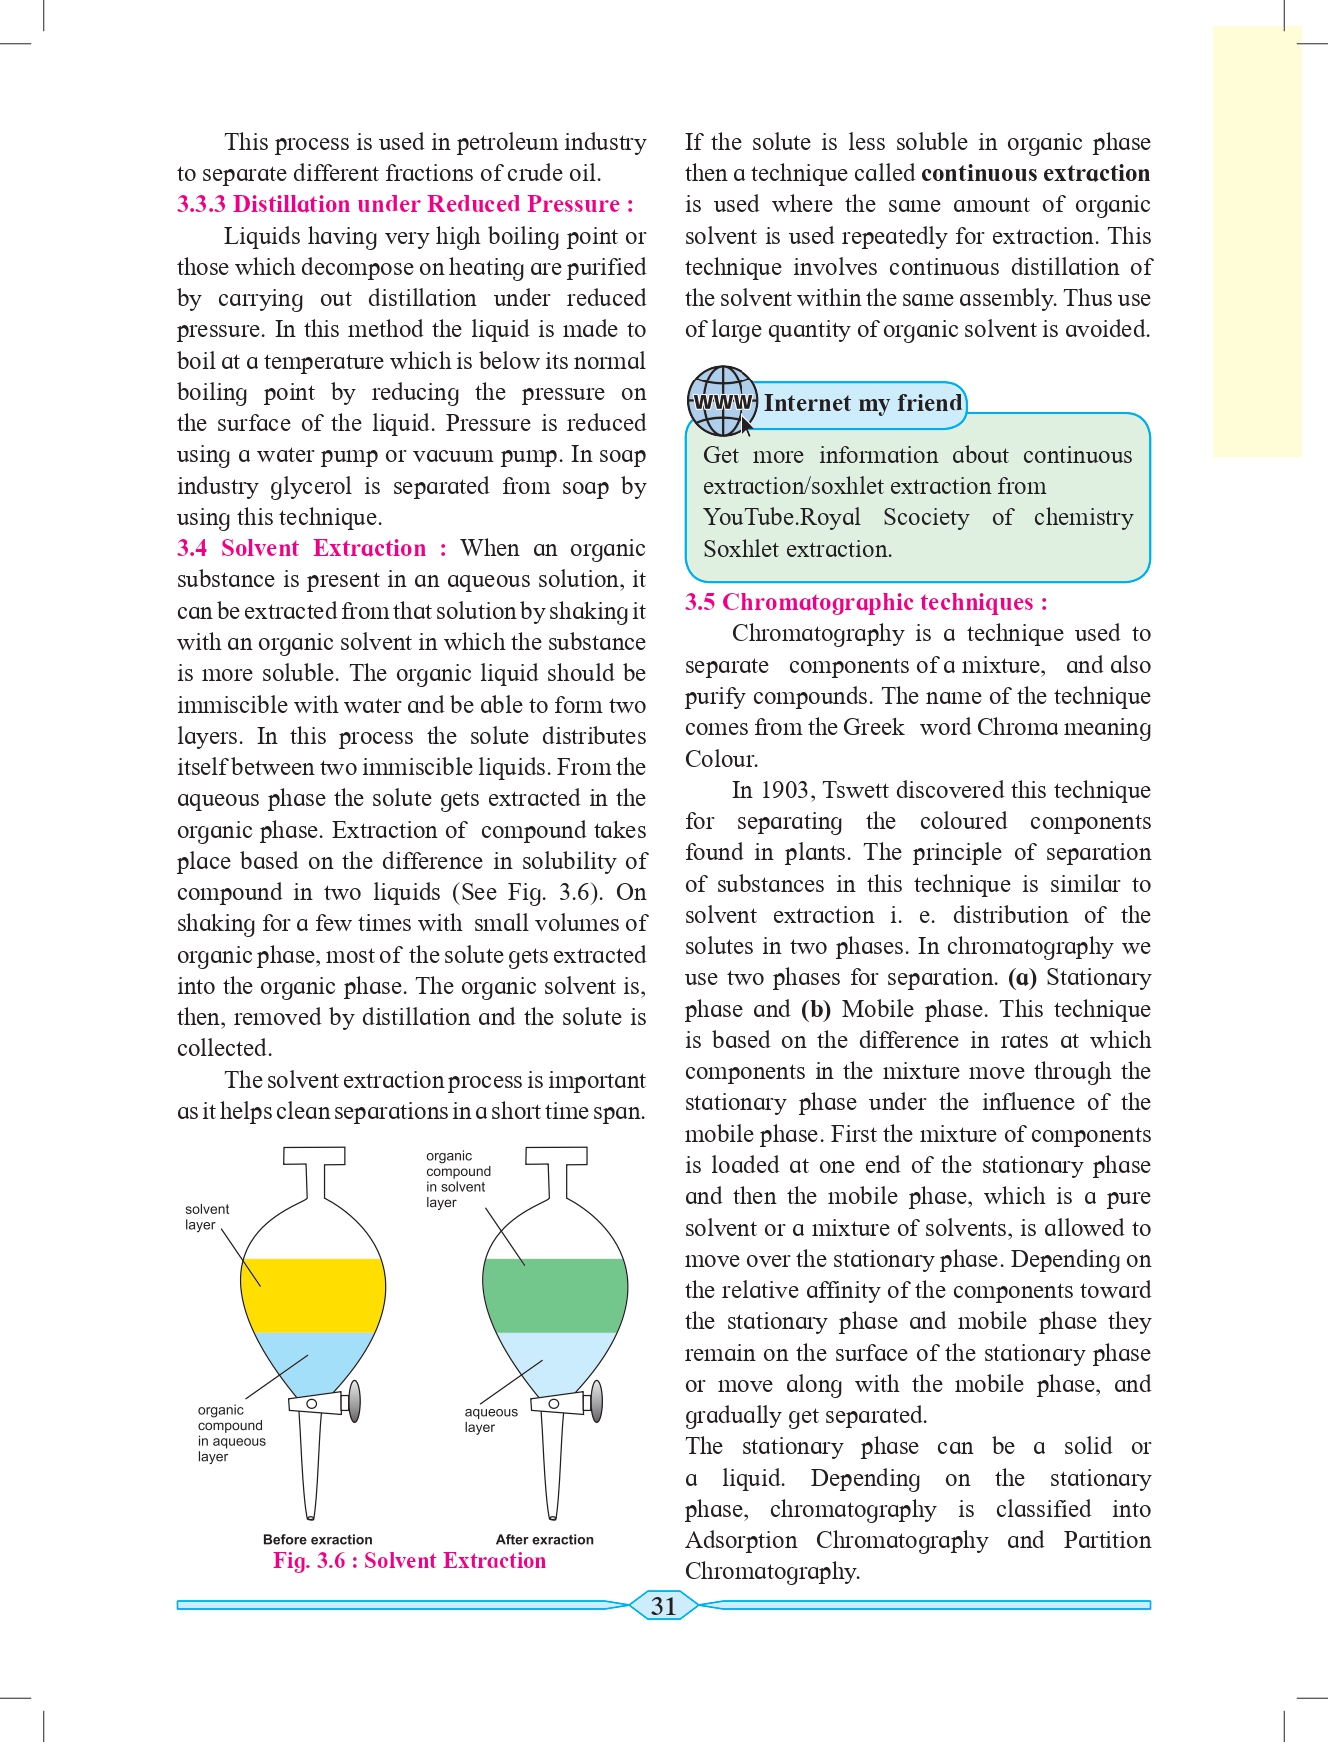 This process is used in petroleum industry
to separate different fractions of crude oil.
3.3.3 Distillation under Reduced Pressure :
Liquids having very high boiling point or
those which decompose on heating are purified
by carrying out distillation under reduced
pressure. In this method the liquid is made to
boil at a temperature which is below its normal
boiling point by reducing the pressure on
the surface of the liquid. Pressure is reduced
using a water pump or vacuum pump. In soap
industry glycerol is separated from soap by
using this technique.
3.4 Solvent Extraction : When an organic
substance is present in an aqueous solution, it
can be extracted from that solution by shaking it
with an organic solvent in which the substance
is more soluble. The organic liquid should be
immiscible with water and be able to form two
layers. In this process the solute distributes
itself between two immiscible liquids. From the
aqueous phase the solute gets extracted in the
organic phase. Extraction of compound takes
place based on the difference in solubility of
compound in two liquids (See Fig. 3.6). On
shaking for a few times with small volumes of
organic phase, most of the solute gets extracted
into the organic phase. The organic solvent is,
then, removed by distillation and the solute is
collected.
The solvent extraction process is important
as it helps clean separations in a short time span.
solvent
layer
organic
compound
in aqueous
layer
Before exraction
organic
compound
in solvent
layer
aqueous
layer
After exraction
Fig. 3.6 : Solvent Extraction
If the solute is less soluble in organic phase
then a technique called continuous extraction
is used where the same amount of organic
solvent is used repeatedly for extraction. This
technique involves continuous distillation of
the solvent within the same assembly. Thus use
of large quantity of organic solvent is avoided.
WWW Internet my friend
Get more information about continuous
extraction/soxhlet extraction from
YouTube.Royal Scociety of chemistry
Soxhlet extraction.
3.5 Chromatographic techniques :
Chromatography is a technique used to
separate components of a mixture, and also
purify compounds. The name of the technique
comes from the Greek word Chroma meaning
Colour.
In 1903, Tswett discovered this technique
for separating the coloured components
found in plants. The principle of separation
of substances in this technique is similar to
solvent extraction i. e. distribution of the
solutes in two phases. In chromatography we
use two phases for separation. (a) Stationary
phase and (b) Mobile phase. This technique
is based on the difference in rates at which
components in the mixture move through the
stationary phase under the influence of the
mobile phase. First the mixture of components
is loaded at one end of the stationary phase
and then the mobile phase, which is a pure
solvent or a mixture of solvents, is allowed to
move over the stationary phase. Depending on
the relative affinity of the components toward
the stationary phase and mobile phase they
remain on the surface of the stationary phase
or move along with the mobile phase, and
gradually get separated.
The stationary phase can be a solid or
a liquid. Depending on the stationary
phase, chromatography is classified into
Adsorption Chromatography and Partition
Chromatography.
31